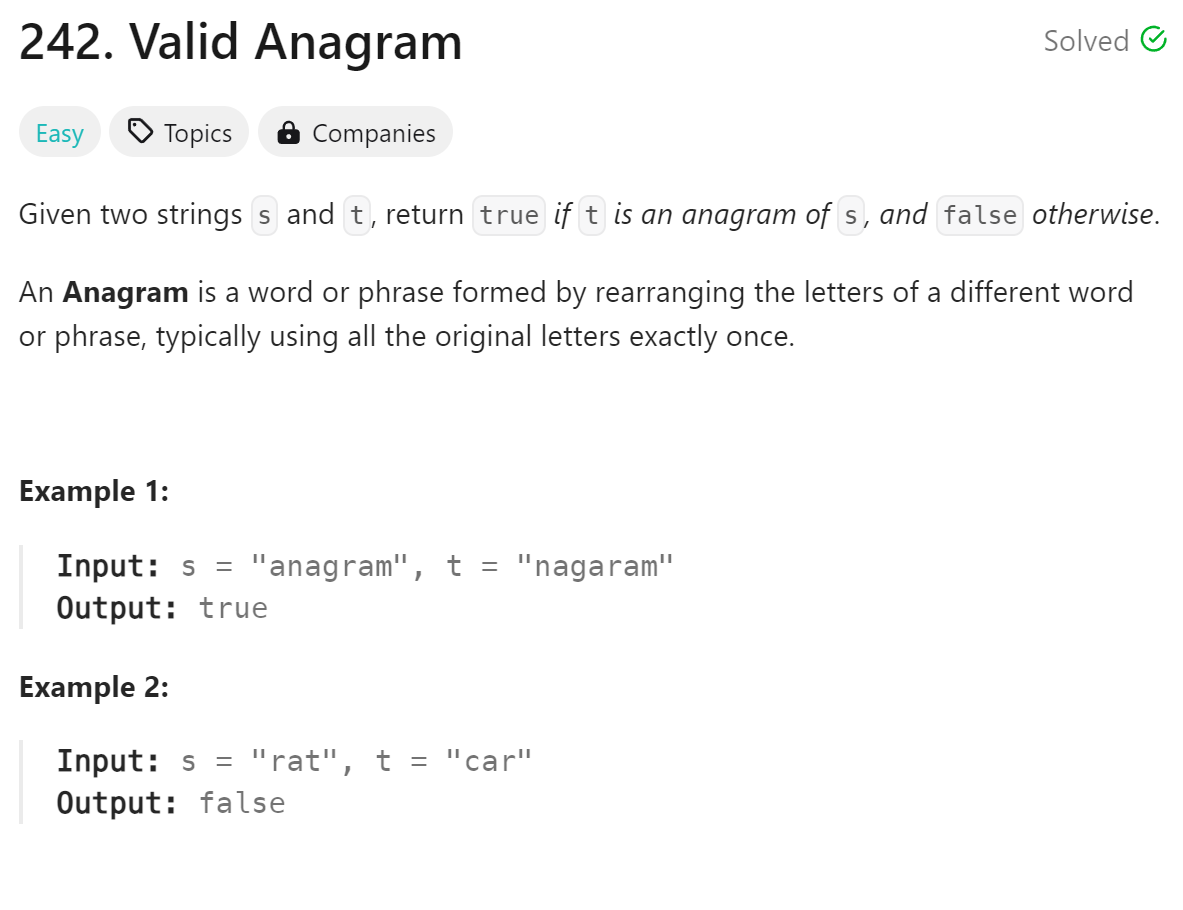 242. Valid Anagram
Solved
Easy
Topics
Companies
Given two strings s and t, return true if t is an anagram of s, and false otherwise.
An Anagram is a word or phrase formed by rearranging the letters of a different word
or phrase, typically using all the original letters exactly once.
Example 1:
Input: s = "anagram", t = "nagaram"
Output: true
Example 2:
Input: s = "rat", t = "car"
Output: false